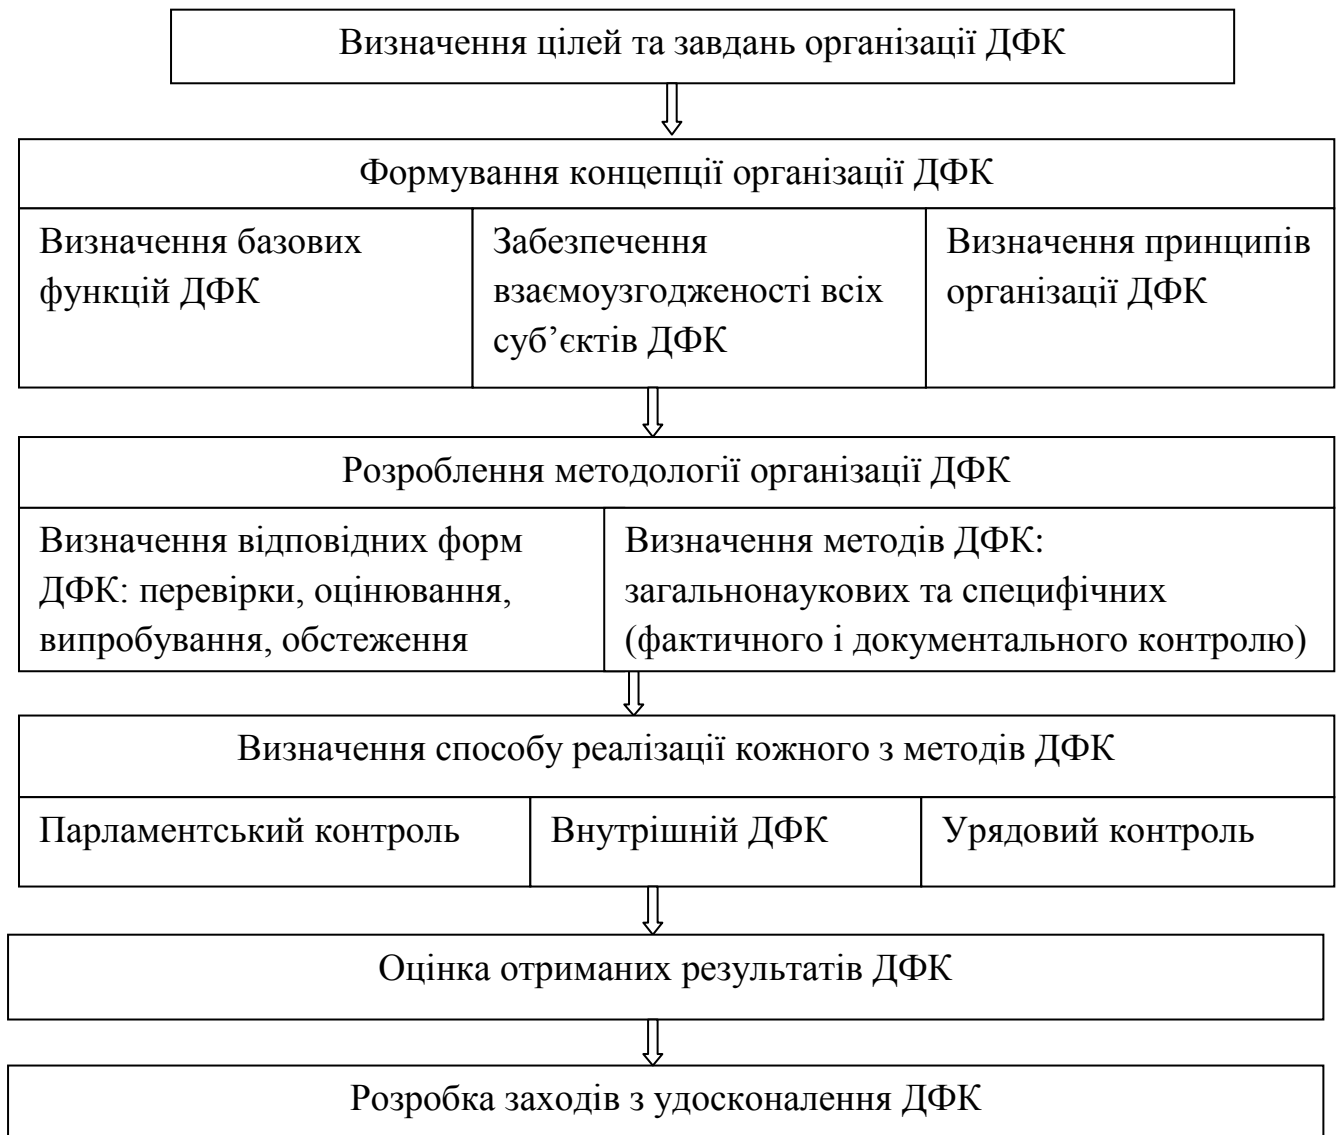 Визначення цілей та завдань організації ДФК
Формування концепції організації ДФК
Визначення базових
функцій ДФК
Забезпечення
взаємоузгодженості всіх
суб’єктів ДФК
Визначення принципів
організації ДФК
Розроблення методології організації ДФК
Визначення відповідних форм
ДФК: перевірки, оцінювання,
випробування, обстеження
Визначення методів ДФК:
загальнонаукових та специфічних
(фактичного і документального контролю)
Визначення способу реалізації кожного з методів ДФК
Парламентський контроль
Внутрішній ДФК
Урядовий контроль
Оцінка отриманих результатів ДФК
Розробка заходів з удосконалення ДФК